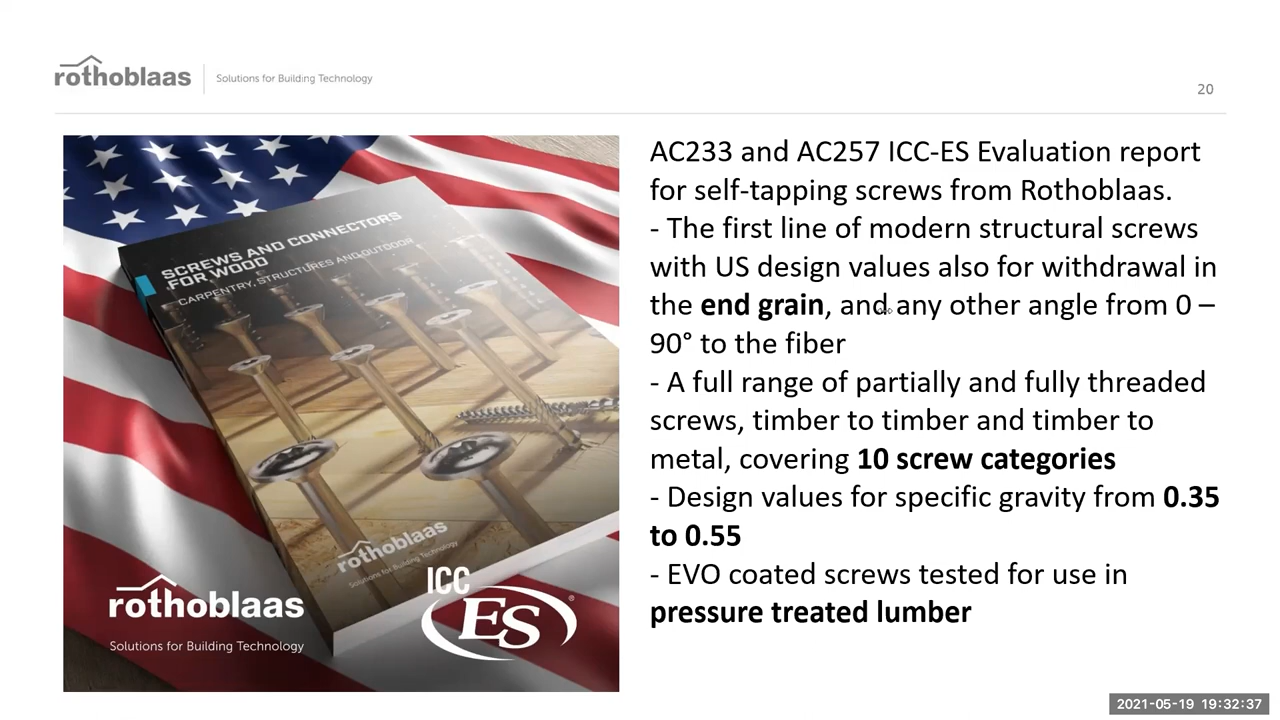 rothoblaas
Solutions for Building Technology
20
SCREWS AND CONNECTORS
FOR WOOD
CARPENTRY, STRUCTURES AND OUTDOOR
rothoblaas
Solutions for Building Technology
rothoblaas
Solutions for Building Technology
ICC
ES®
AC233 and AC257 ICC-ES Evaluation report
for self-tapping screws from Rothoblaas.
- The first line of modern structural screws
with US design values also for withdrawal in
the end grain, and any other angle from 0 –
90° to the fiber
- A full range of partially and fully threaded
screws, timber to timber and timber to
metal, covering 10 screw categories
- Design values for specific gravity from 0.35
to 0.55
- EVO coated screws tested for use in
pressure treated lumber
2021-05-19 19:32:37